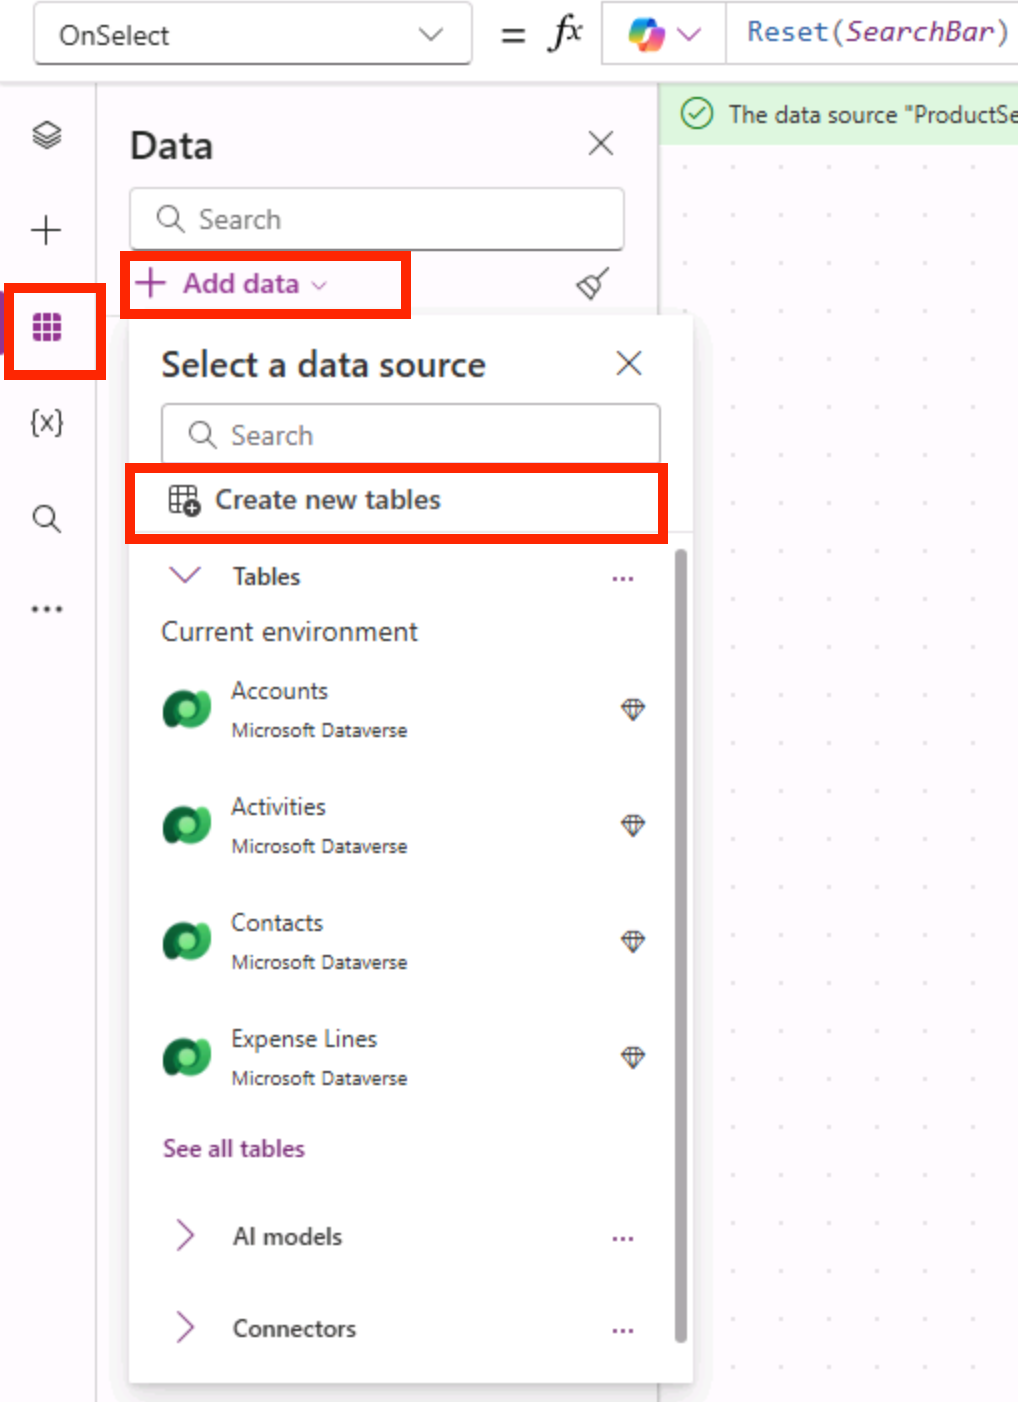 OnSelect
= fx
Reset(SearchBar)
The data source "ProductSe
Data
Search
Add data
Select a data source
Search
Create new tables
{x}
Tables
Current environment
Accounts
Microsoft Dataverse
Activities
Microsoft Dataverse
Contacts
Microsoft Dataverse
Expense Lines
Microsoft Dataverse
See all tables
AI models
Connectors